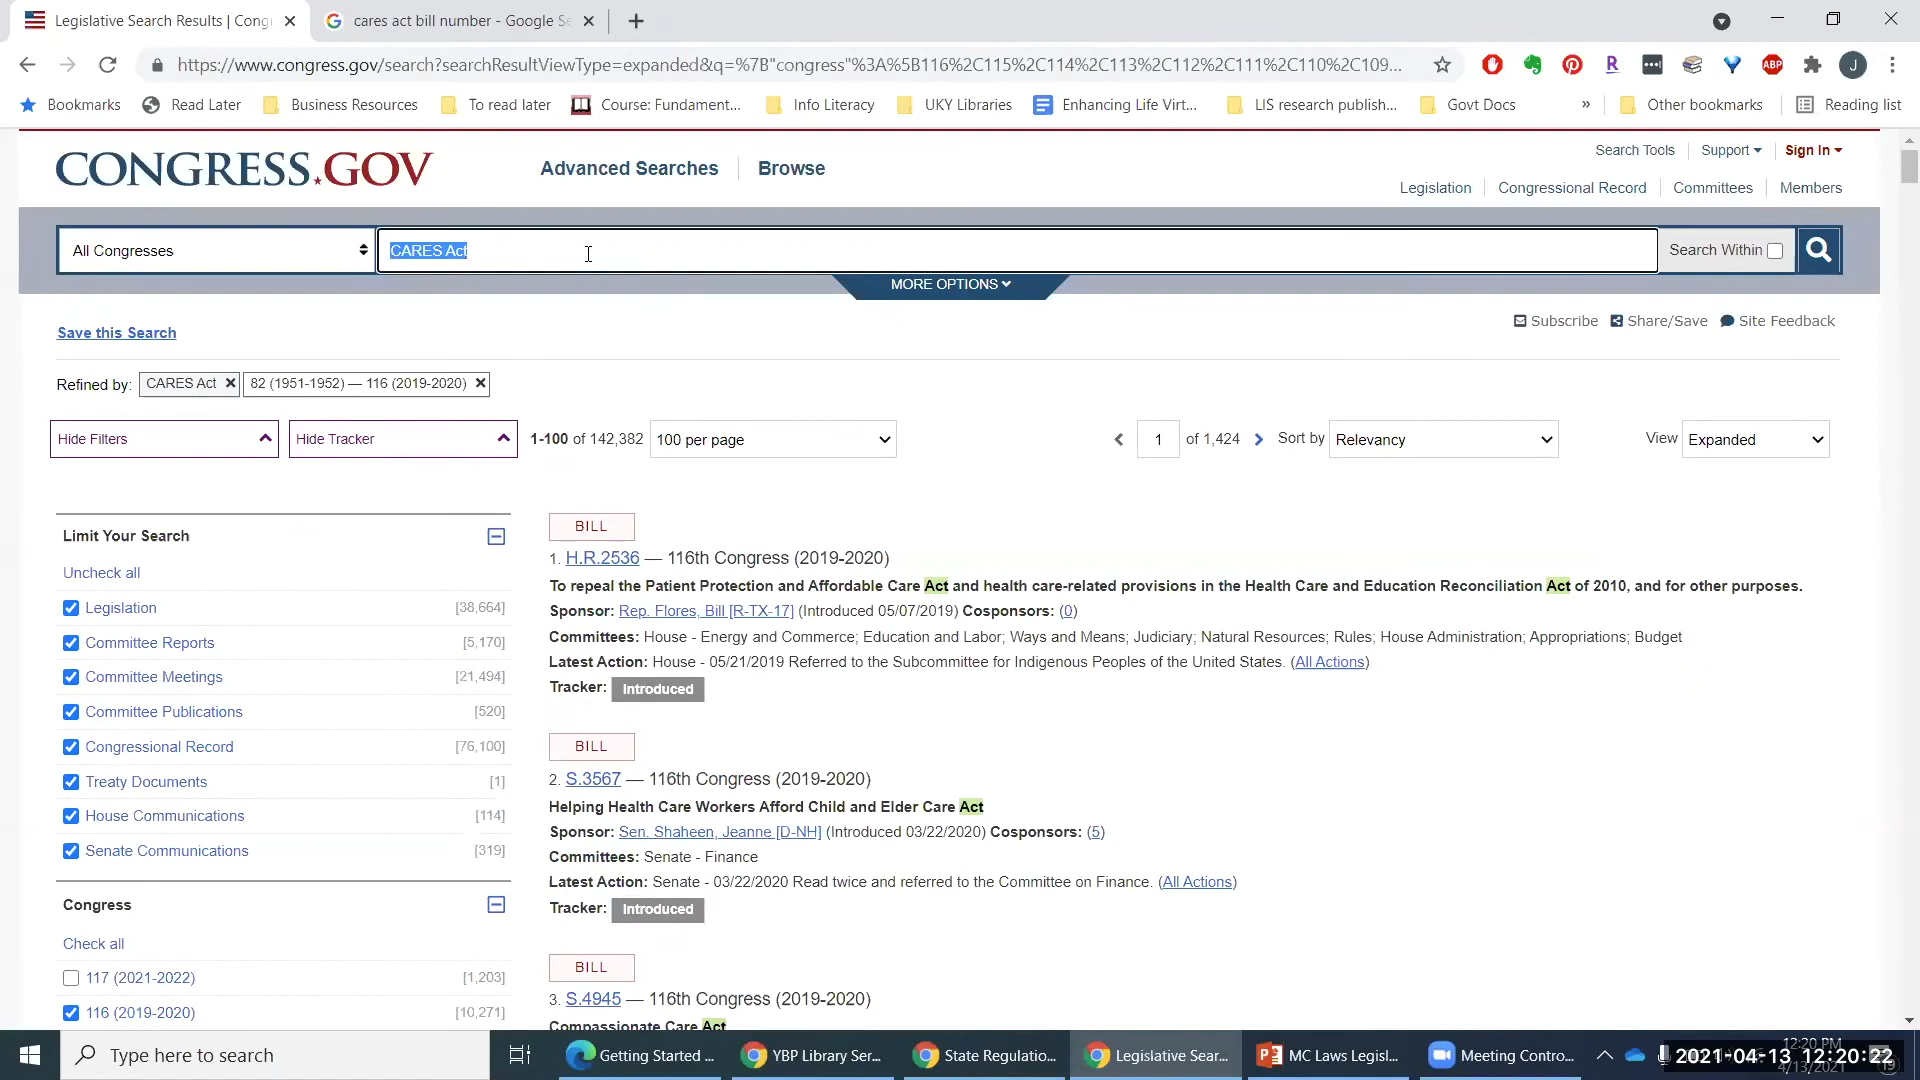 Legislative Search Results | Cong
cares act bill number - Google Se
https://www.congress.gov/search?searchResultViewType=expanded&q=%7B"congress"%3A%5B116%2C115%2C114%2C113%2C112%2C111%2C110%2C109...
ABP
J
Bookmarks Read Later Business Resources To read later Course: Fundament... Info Literacy UKY Libraries Enhancing Life Virt... LIS research publish... Govt Docs » Other bookmarks Reading list
CONGRESS.GOV
Advanced Searches Browse
Search Tools Support Sign In
Legislation Congressional Record Committees Members
All Congresses CARES Act Search Within
MORE OPTIONS
Save this Search
Subscribe Share/Save Site Feedback
Refined by: CARES Act 82 (1951-1952) — 116 (2019-2020)
Hide Filters Hide Tracker 1-100 of 142,382 100 per page 1 of 1,424 Sort by Relevancy View Expanded
Limit Your Search
Uncheck all
Legislation [38,664]
Committee Reports [5,170]
Committee Meetings [21,494]
Committee Publications [520]
Congressional Record [76,100]
Treaty Documents [1]
House Communications [114]
Senate Communications [319]
Congress
Check all
117 (2021-2022) [1,203]
116 (2019-2020) [10,271]
BILL
1. H.R.2536 — 116th Congress (2019-2020)
To repeal the Patient Protection and Affordable Care Act and health care-related provisions in the Health Care and Education Reconciliation Act of 2010, and for other purposes.
Sponsor: Rep. Flores, Bill [R-TX-17] (Introduced 05/07/2019) Cosponsors: (0)
Committees: House - Energy and Commerce; Education and Labor; Ways and Means; Judiciary; Natural Resources; Rules; House Administration; Appropriations; Budget
Latest Action: House - 05/21/2019 Referred to the Subcommittee for Indigenous Peoples of the United States. (All Actions)
Tracker: Introduced
BILL
2. S.3567 — 116th Congress (2019-2020)
Helping Health Care Workers Afford Child and Elder Care Act
Sponsor: Sen. Shaheen, Jeanne [D-NH] (Introduced 03/22/2020) Cosponsors: (5)
Committees: Senate - Finance
Latest Action: Senate - 03/22/2020 Read twice and referred to the Committee on Finance. (All Actions)
Tracker: Introduced
BILL
3. S.4945 — 116th Congress (2019-2020)
Compassionate Care Act
Type here to search
Getting Started ... YBP Library Ser... State Regulatio... Legislative Sear... MC Laws Legisl... Meeting Contro...
12:20 PM
2021-04-13 12:20:22
4/13/2021